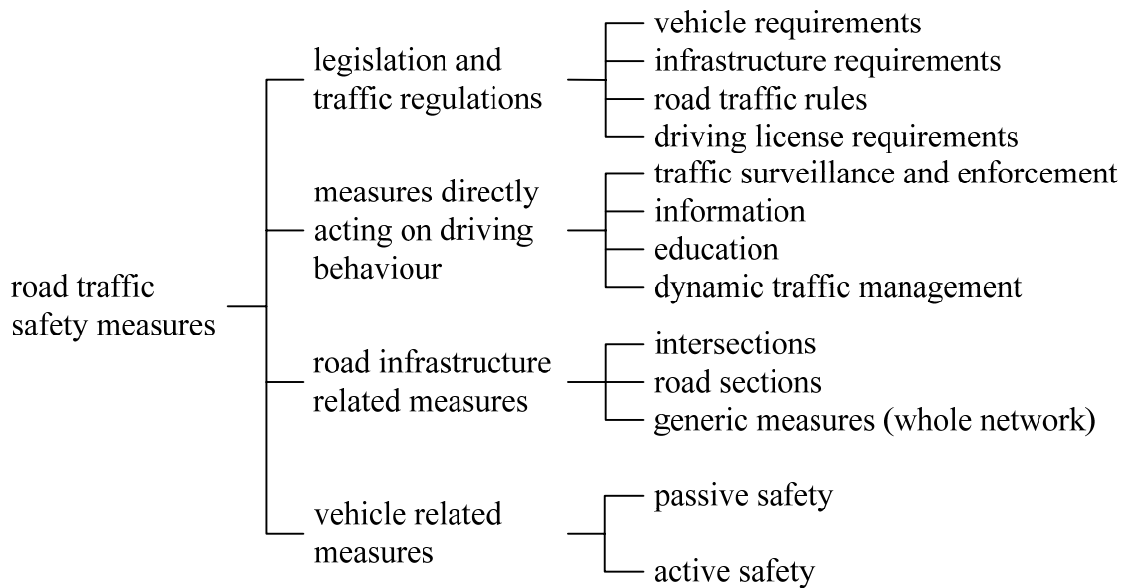 road traffic
safety measures
legislation and
traffic regulations
vehicle requirements
infrastructure requirements
road traffic rules
driving license requirements
measures directly
acting on driving
behaviour
traffic surveillance and enforcement
information
education
dynamic traffic management
road infrastructure
related measures
intersections
road sections
generic measures (whole network)
vehicle related
measures
passive safety
active safety